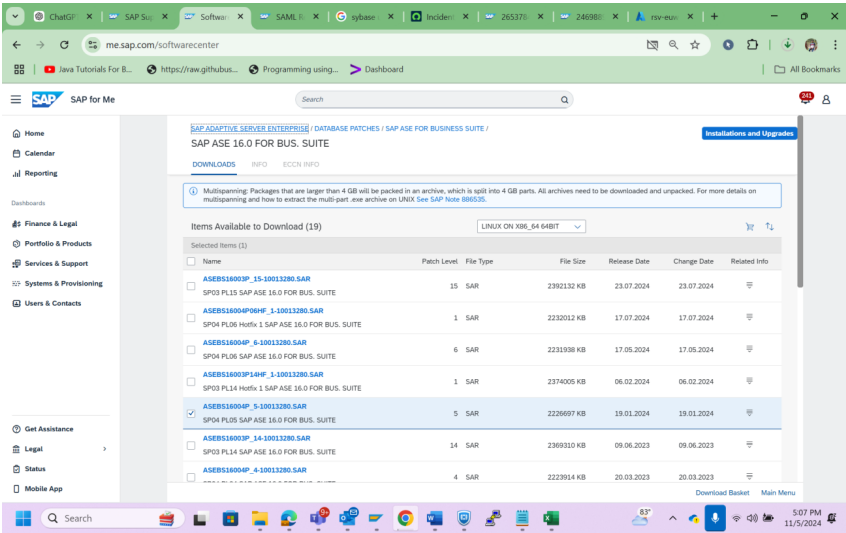 ChatGP
SAP Sup
Softwar
SAML R
sybase
Inciden
265378
246988
rsv-euw
me.sap.com/softwarecenter
Java Tutorials For B...
https://raw.githubus...
Programming using...
Dashboard
All Bookmarks
SAP
SAP for Me
Search
241
Home
Calendar
Reporting
Dashboards
Finance & Legal
Portfolio & Products
Services & Support
Systems & Provisioning
Users & Contacts
Get Assistance
Legal
Status
Mobile App
SAP ADAPTIVE SERVER ENTERPRISE / DATABASE PATCHES / SAP ASE FOR BUSINESS SUITE /
SAP ASE 16.0 FOR BUS. SUITE
Installations and Upgrades
DOWNLOADS INFO ECCN INFO
Multispanning: Packages that are larger than 4 GB will be packed in an archive, which is split into 4 GB parts. All archives need to be downloaded and unpacked. For more details on
multispanning and how to extract the multi-part .exe archive on UNIX See SAP Note 886535.
Items Available to Download (19)
LINUX ON X86_64 64BIT
Selected Items (1)
Name Patch Level File Type File Size Release Date Change Date Related Info
ASEBS16003P_15-10013280.SAR
15 SAR 2392132 KB 23.07.2024 23.07.2024
SP03 PL15 SAP ASE 16.0 FOR BUS. SUITE
ASEBS16004P06HF_1-10013280.SAR
1 SAR 2232012 KB 17.07.2024 17.07.2024
SP04 PL06 Hotfix 1 SAP ASE 16.0 FOR BUS. SUITE
ASEBS16004P_6-10013280.SAR
6 SAR 2231938 KB 17.05.2024 17.05.2024
SP04 PL06 SAP ASE 16.0 FOR BUS. SUITE
ASEBS16003P14HF_1-10013280.SAR
1 SAR 2374005 KB 06.02.2024 06.02.2024
SP03 PL14 Hotfix 1 SAP ASE 16.0 FOR BUS. SUITE
ASEBS16004P_5-10013280.SAR
5 SAR 2226697 KB 19.01.2024 19.01.2024
SP04 PL05 SAP ASE 16.0 FOR BUS. SUITE
ASEBS16003P_14-10013280.SAR
14 SAR 2369310 KB 09.06.2023 09.06.2023
SP03 PL14 SAP ASE 16.0 FOR BUS. SUITE
ASEBS16004P_4-10013280.SAR
4 SAR 2223914 KB 20.03.2023 20.03.2023
Download Basket Main Menu
Search
9+
83°
5:07 PM
11/5/2024